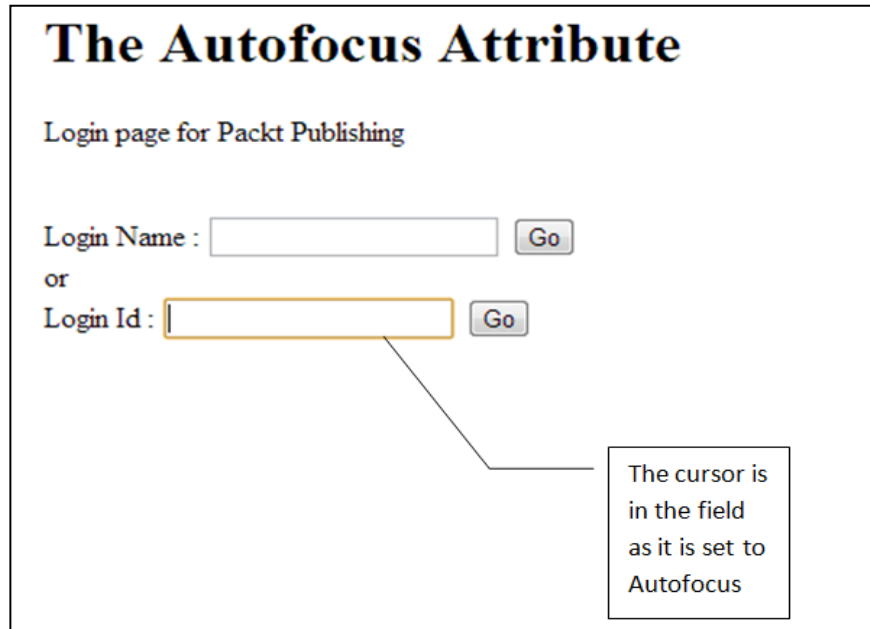 The Autofocus Attribute
Login page for Packt Publishing
Login Name : Go
or
Login Id : Go
The cursor is
in the field
as it is set to
Autofocus